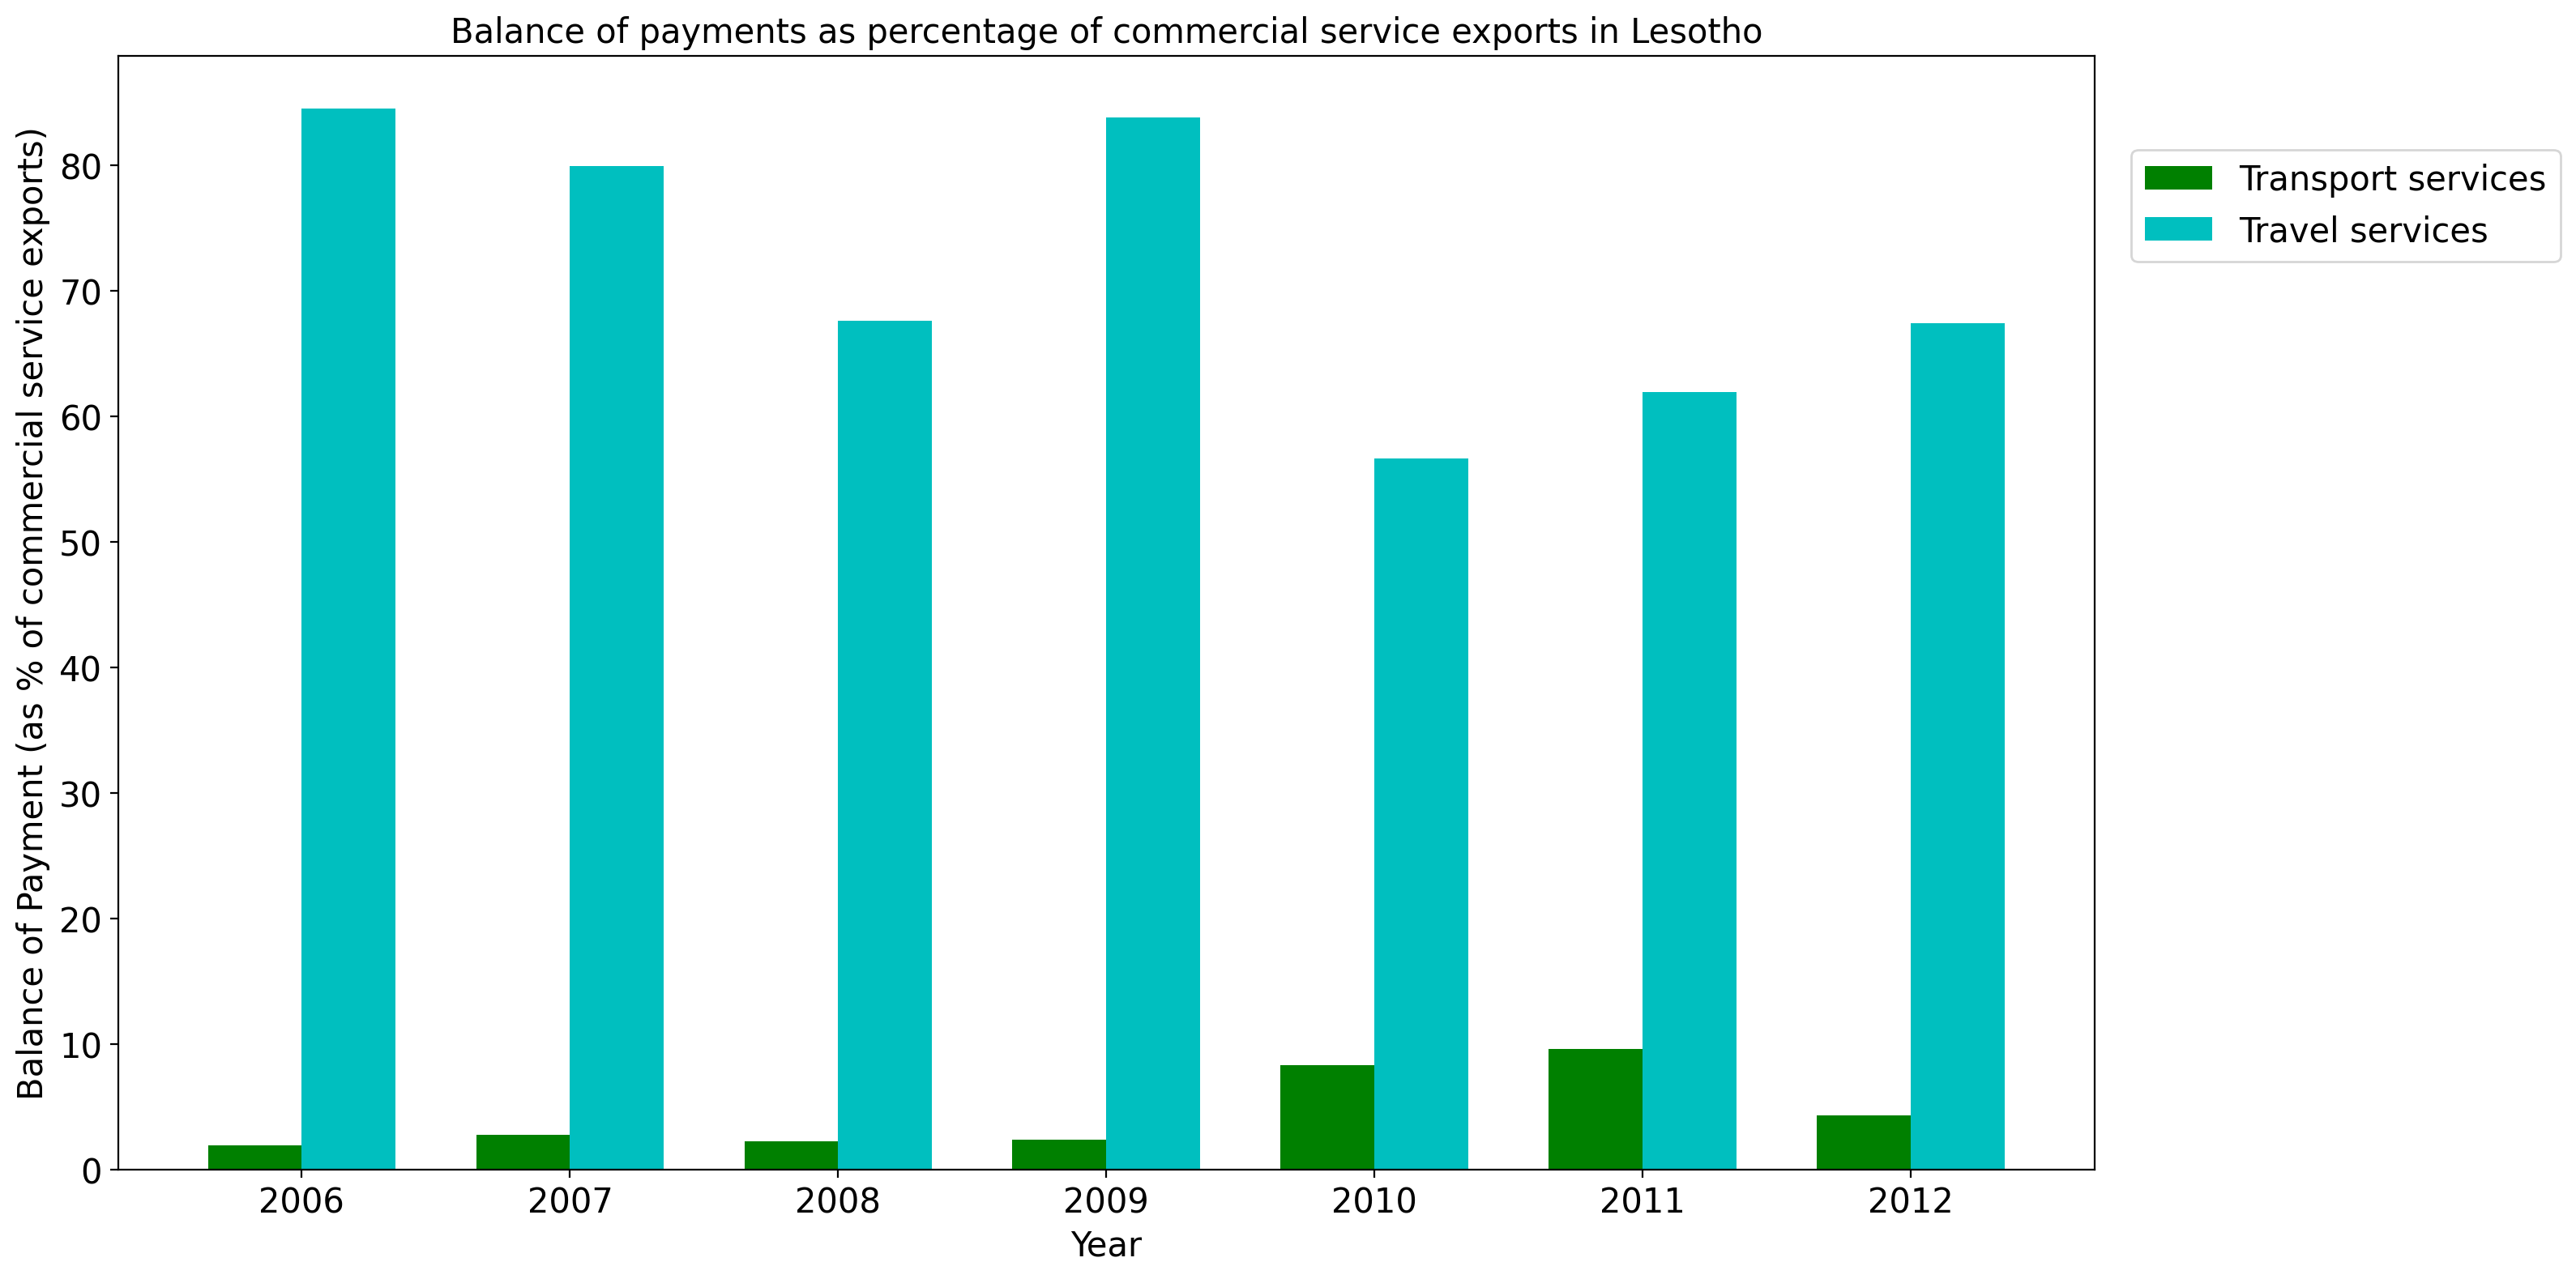 Balance of payments as percentage of commercial service exports in Lesotho
Balance of Payment (as % of commercial service exports)
80
70
60
50
40
30
20
10
0
2006 2007 2008 2009 2010 2011 2012
Year
Transport services
Travel services